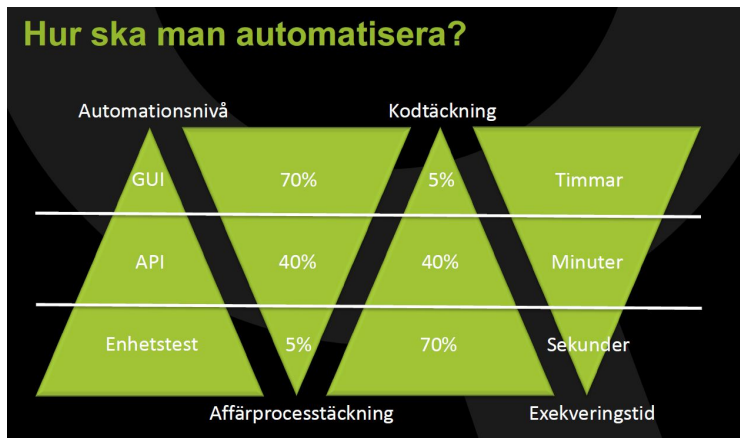 Hur ska man automatisera?
Automationsnivå
Kodtäckning
GUI
70%
5%
Timmar
API
40%
40%
Minuter
Enhetstest
5%
70%
Sekunder
Affärprocesstäckning
Exekveringstid